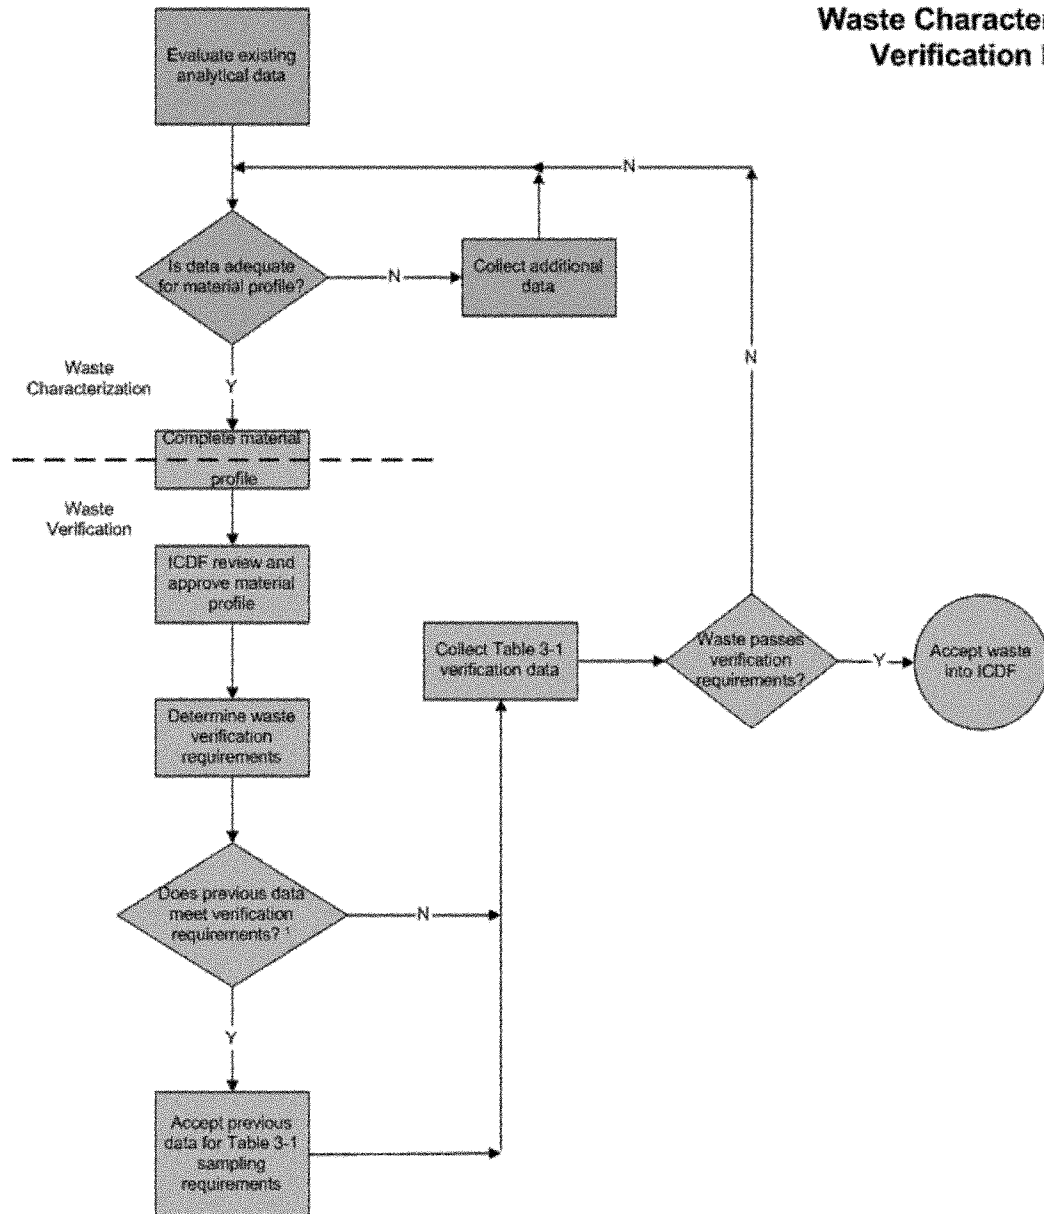 Waste Character
Verification
Evaluate existing
analytical data
N
Is data adequate
for material profile?
N
Collect additional
data
N
Waste
Characterization
Y
Complete material
profile
Waste
Verification
ICDF review and
approve material
profile
Collect Table 3-1
verification data
Waste passes
verification
requirements?
Y
Accept waste
into ICDF
Determine waste
verification
requirements
Does previous data
meet verification
requirements? ¹
N
Y
Accept previous
data for Table 3-1
sampling
requirements